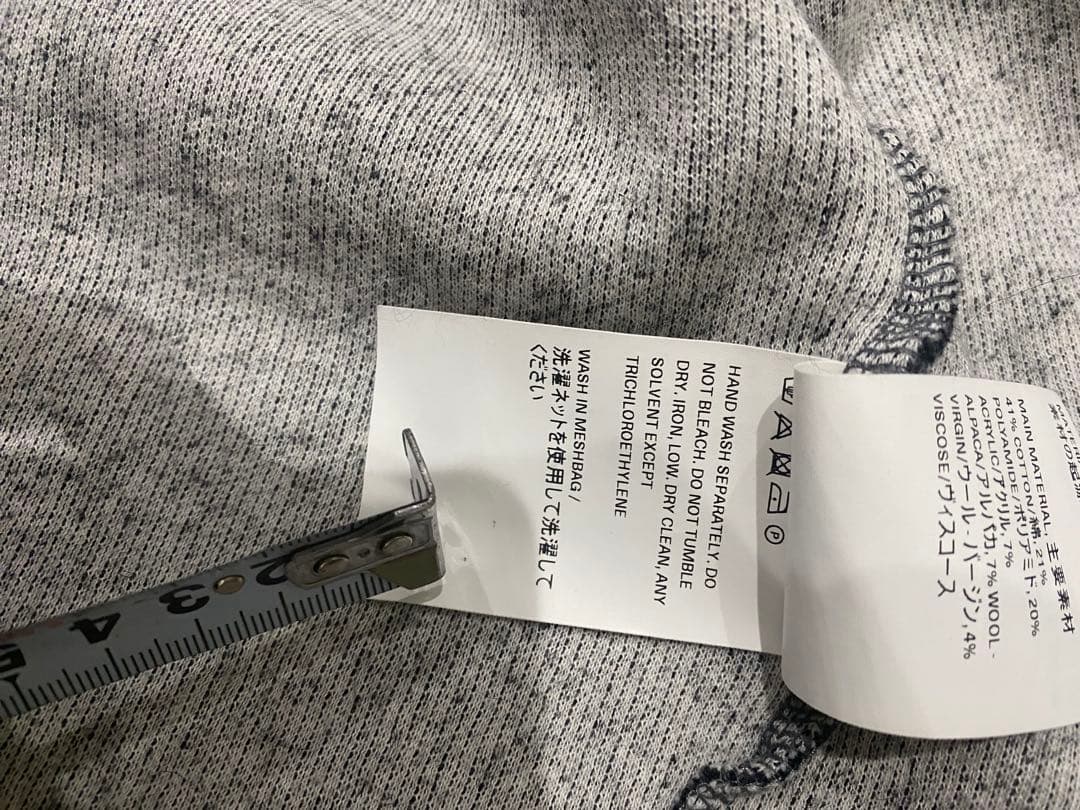 MAIN MATERIAL 主要素材
41% COTTON/綿, 21%
POLYAMIDE/ポリアミド, 20%
ACRYLIC/アクリル, 7%
ALPACA/アルパカ, 7% WOOL -
VIRGIN/ウール - バージン, 4%
VISCOSE/ヴィスコース
HAND WASH SEPARATELY. DO
NOT BLEACH. DO NOT TUMBLE
DRY. IRON, LOW. DRY CLEAN, ANY
SOLVENT EXCEPT
TRICHLOROETHYLENE
WASH IN MESHBAG /
洗濯ネットを使用して洗濯して
ください
P
2
3
4
5